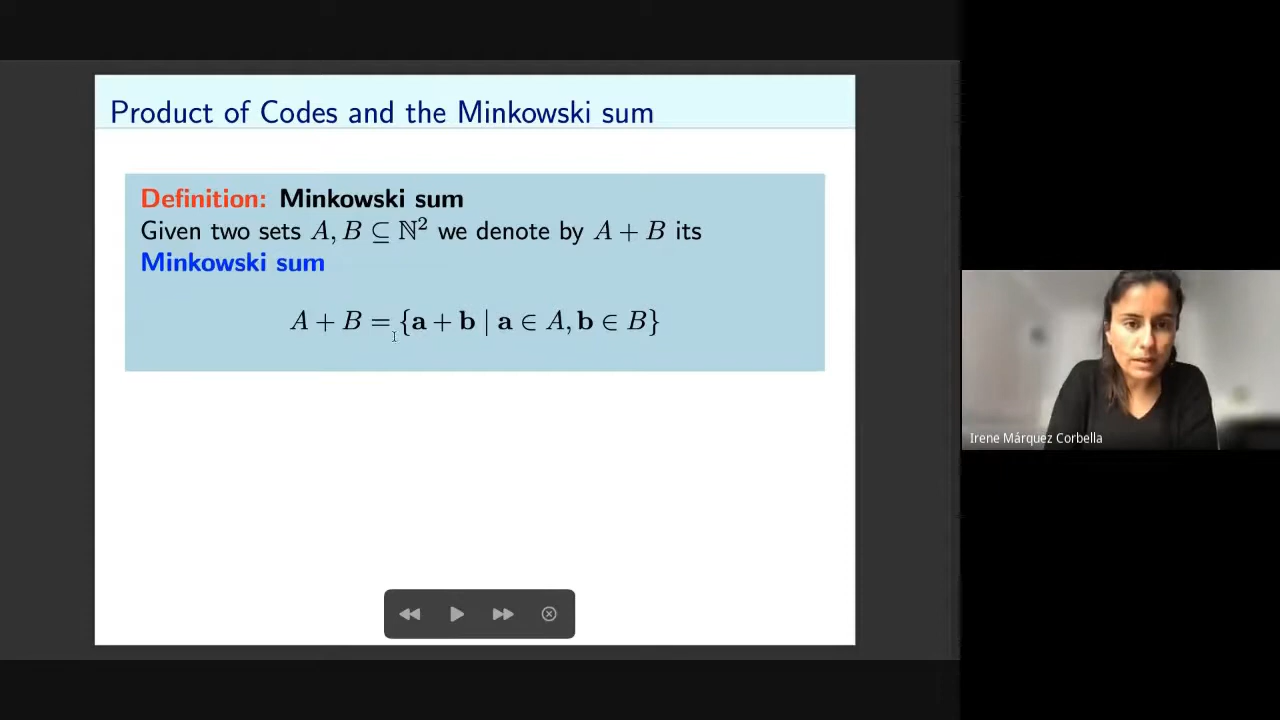 Product of Codes and the Minkowski sum
Definition: Minkowski sum
Given two sets A, B ⊆ ℕ² we denote by A + B its
Minkowski sum
A + B = {a + b | a ∈ A, b ∈ B}
Irene Márquez Corbella